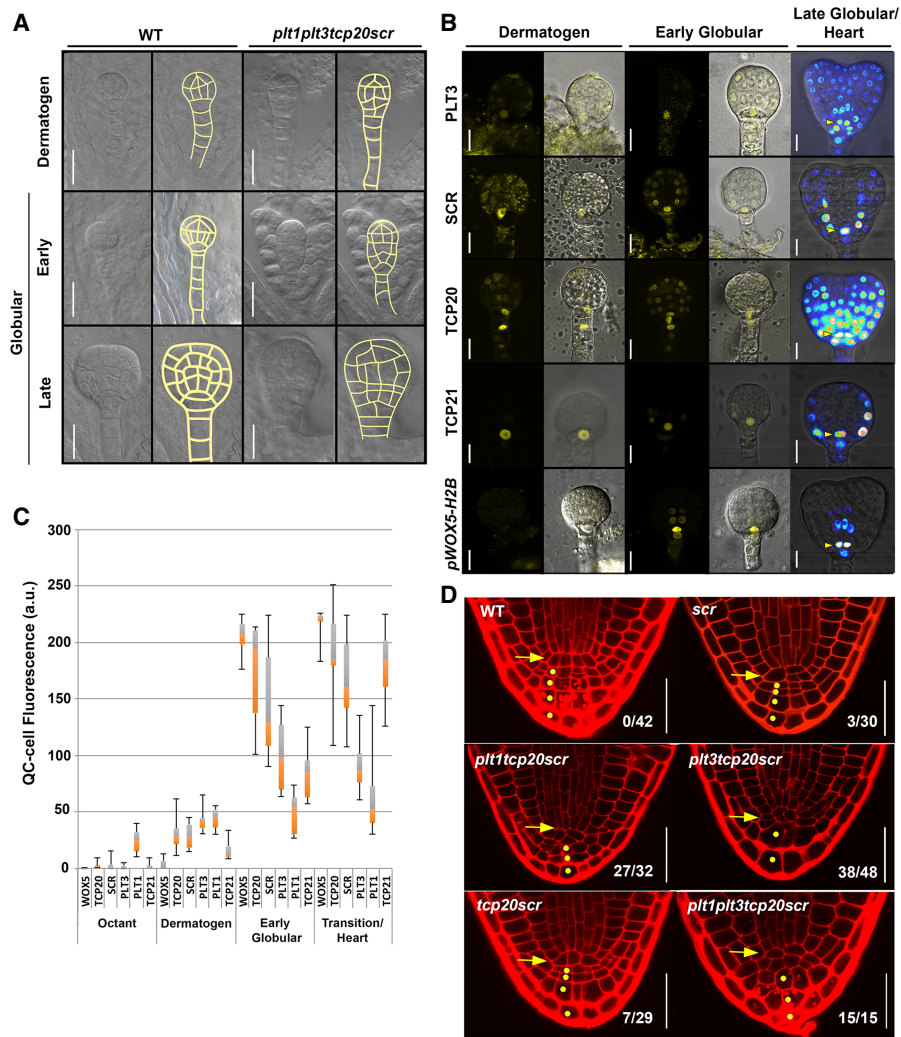 A
WT
plt1plt3tcp20scr
Dermatogen
Globular
Early
Late
B
Dermatogen
Early Globular
Late Globular/
Heart
PLT3
SCR
TCP20
TCP21
pWOX5-H2B
C
QC-cell Fluorescence (a.u.)
300
250
200
150
100
50
0
WOX5 TCP20 SCR PLT3 PLT1 TCP21 WOX5 TCP20 SCR PLT3 PLT1 TCP21 WOX5 TCP20 SCR PLT3 PLT1 TCP21 WOX5 TCP20 SCR PLT3 PLT1 TCP21
Octant
Dermatogen
Early
Globular
Transition/
Heart
D
WT
0/42
scr
3/30
plt1tcp20scr
27/32
plt3tcp20scr
38/48
tcp20scr
7/29
plt1plt3tcp20scr
15/15